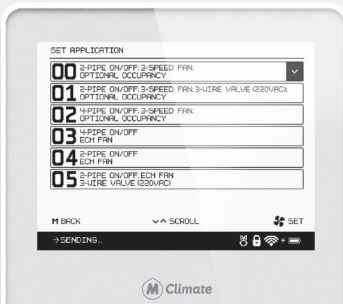 SET APPLICATION
00 2-PIPE ON/OFF:3-SPEED FAN:
OPTIONAL OCCUPANCY
01 2-PIPE ON/OFF:3-SPEED FAN:3-WIRE VALVE (220VAC):
OPTIONAL OCCUPANCY
02 4-PIPE ON/OFF:3-SPEED FAN:
OPTIONAL OCCUPANCY
03 4-PIPE ON/OFF
ECM FAN
04 2-PIPE ON/OFF
ECM FAN
05 2-PIPE ON/OFF:ECM FAN
3-WIRE VALVE (220VAC)
M BACK SCROLL SET
→SENDING...
M Climate